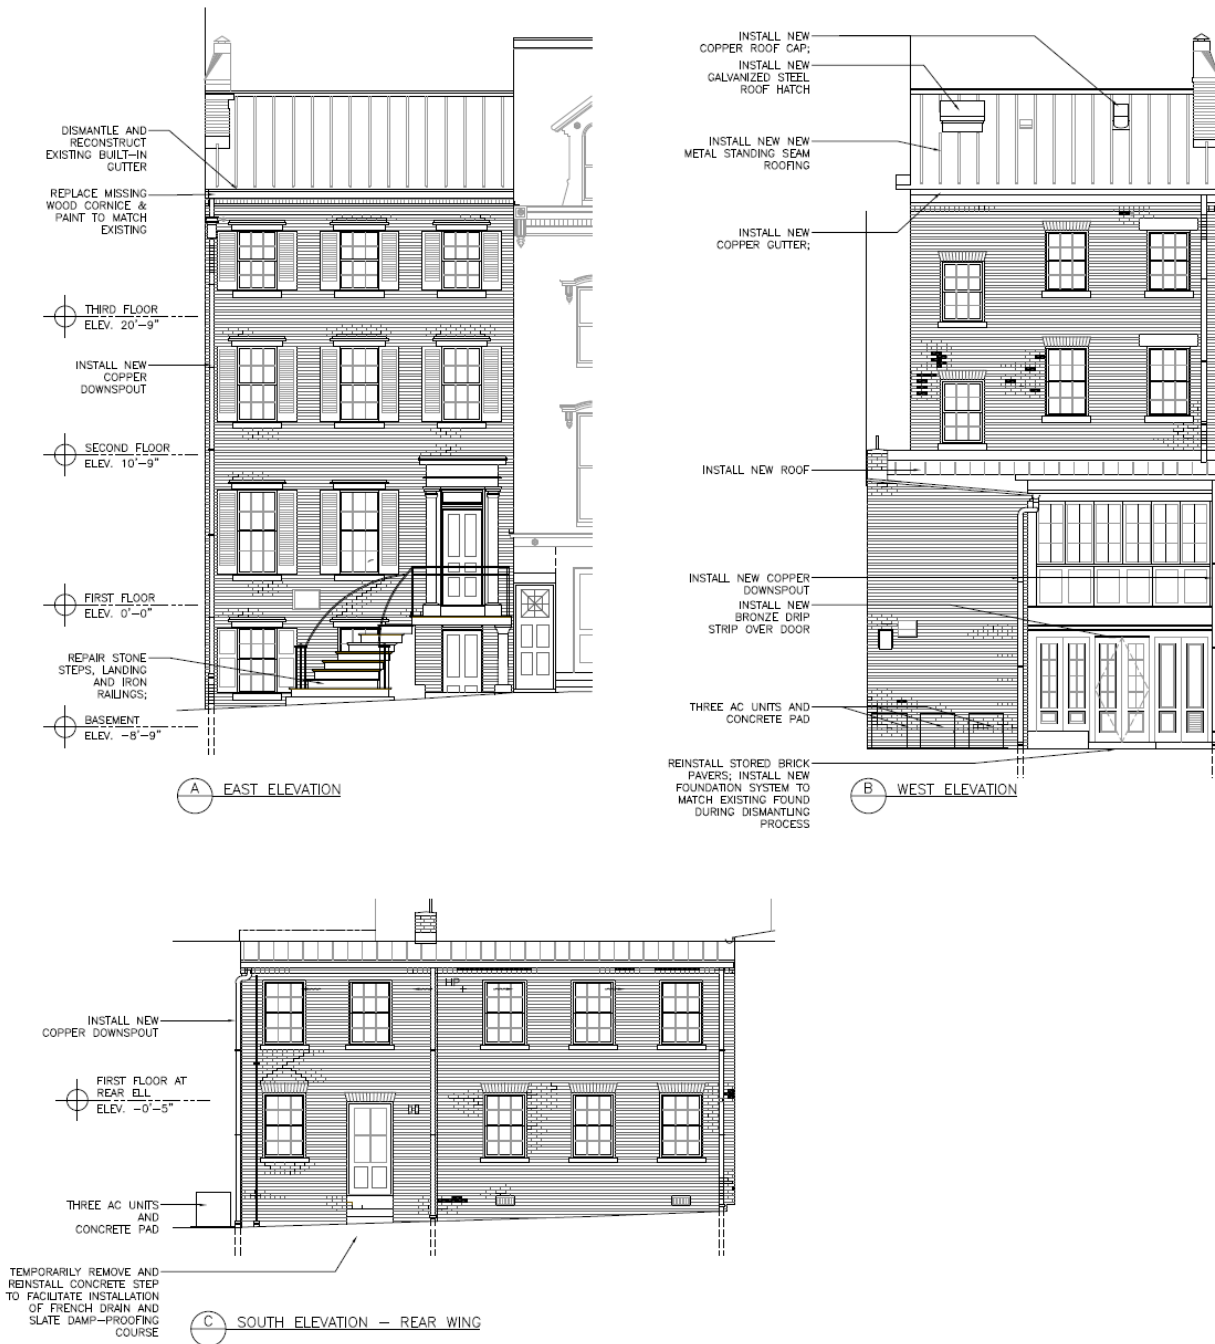 DISMANTLE AND
RECONSTRUCT
EXISTING BUILT-IN
GUTTER
REPLACE MISSING
WOOD CORNICE &
PAINT TO MATCH
EXISTING
THIRD FLOOR
ELEV. 20'-9"
INSTALL NEW
COPPER
DOWNSPOUT
SECOND FLOOR
ELEV. 10'-9"
FIRST FLOOR
ELEV. 0'-0"
REPAIR STONE
STEPS, LANDING
AND IRON
RAILINGS;
BASEMENT
ELEV. -8'-9"
A EAST ELEVATION
INSTALL NEW
COPPER ROOF CAP;
INSTALL NEW
GALVANIZED STEEL
ROOF HATCH
INSTALL NEW NEW
METAL STANDING SEAM
ROOFING
INSTALL NEW
COPPER GUTTER;
INSTALL NEW ROOF
INSTALL NEW COPPER
DOWNSPOUT
INSTALL NEW
BRONZE DRIP
STRIP OVER DOOR
THREE AC UNITS AND
CONCRETE PAD
REINSTALL STORED BRICK
PAVERS; INSTALL NEW
FOUNDATION SYSTEM TO
MATCH EXISTING FOUND
DURING DISMANTLING
PROCESS
B WEST ELEVATION
HP
INSTALL NEW
COPPER DOWNSPOUT
FIRST FLOOR AT
REAR ELL
ELEV. -0'-5"
THREE AC UNITS
AND
CONCRETE PAD
TEMPORARILY REMOVE AND
REINSTALL CONCRETE STEP
TO FACILITATE INSTALLATION
OF FRENCH DRAIN AND
SLATE DAMP-PROOFING
COURSE
C SOUTH ELEVATION - REAR WING